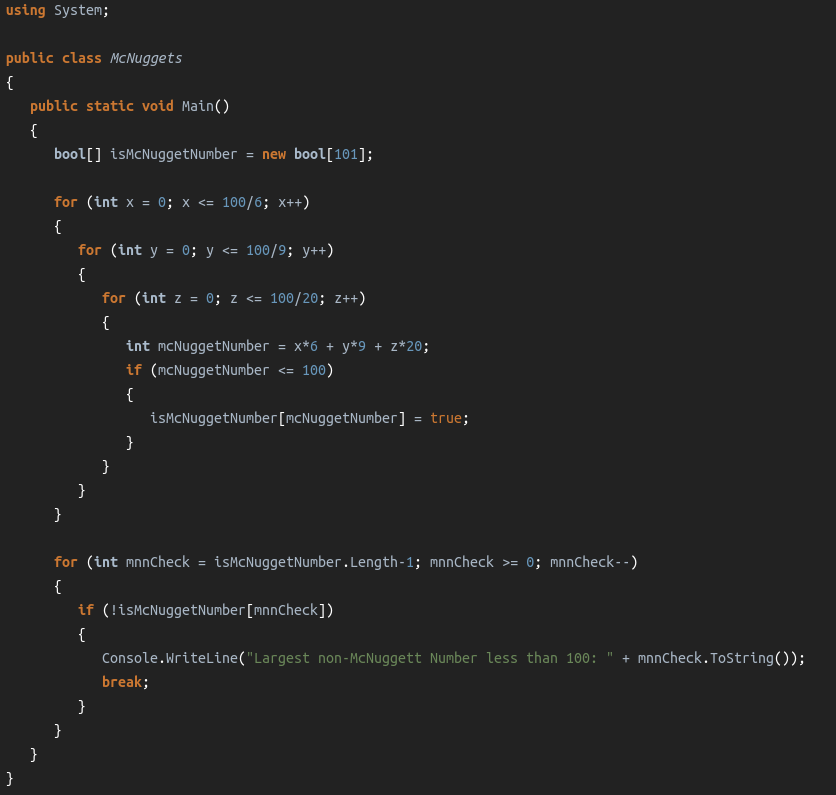 using System;

public class McNuggets
{
   public static void Main()
   {
      bool[] isMcNuggetNumber = new bool[101];

      for (int x = 0; x <= 100/6; x++)
      {
         for (int y = 0; y <= 100/9; y++)
         {
            for (int z = 0; z <= 100/20; z++)
            {
               int mcNuggetNumber = x*6 + y*9 + z*20;
               if (mcNuggetNumber <= 100)
               {
                  isMcNuggetNumber[mcNuggetNumber] = true;
               }
            }
         }
      }

      for (int mnnCheck = isMcNuggetNumber.Length-1; mnnCheck >= 0; mnnCheck--)
      {
         if (!isMcNuggetNumber[mnnCheck])
         {
            Console.WriteLine("Largest non-McNuggett Number less than 100: " + mnnCheck.ToString());
            break;
         }
      }
   }
}